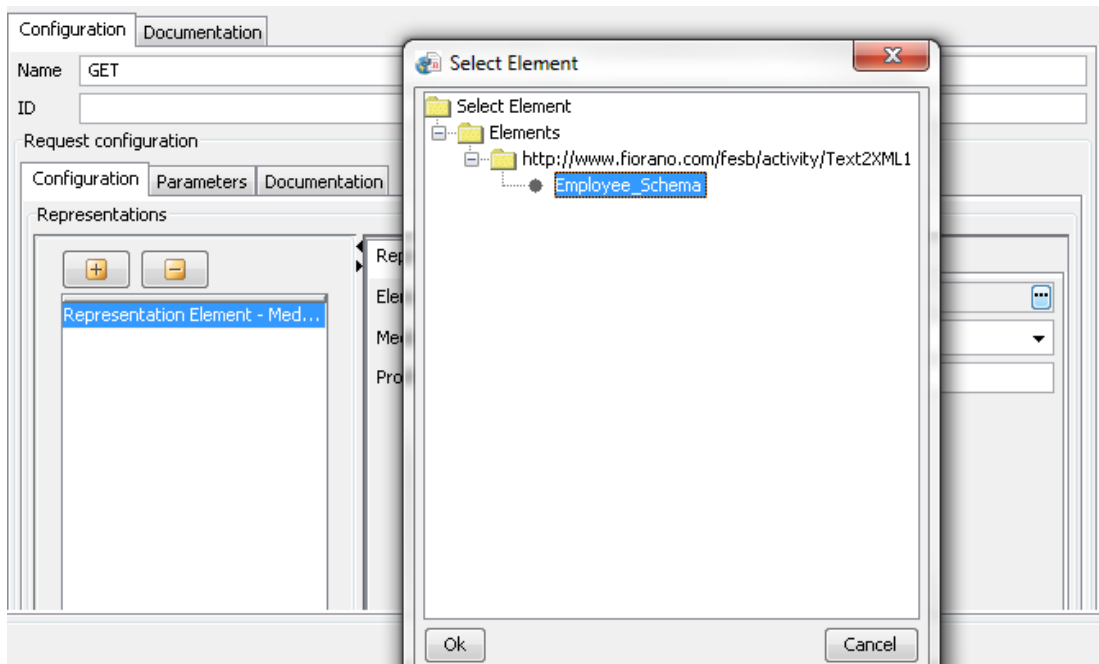 Configuration Documentation
Name GET
ID
Request configuration
Configuration Parameters Documentation
Representations
Representation Element - Med...
Select Element
Select Element
Elements
http://www.fiorano.com/fesb/activity/Text2XML1
Employee_Schema
Ok Cancel